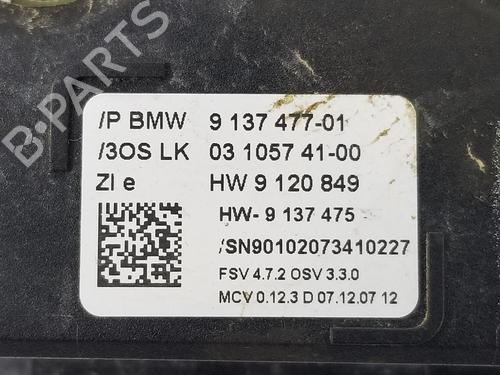 /P BMW 9 137 477-01
/3OS LK 03 1057 41-00
ZI e HW 9 120 849
HW- 9 137 475
/SN90102073410227
FSV 4.7.2 OSV 3.3.0
MCV 0.12.3 D 07.12.07 12
B-PARTS